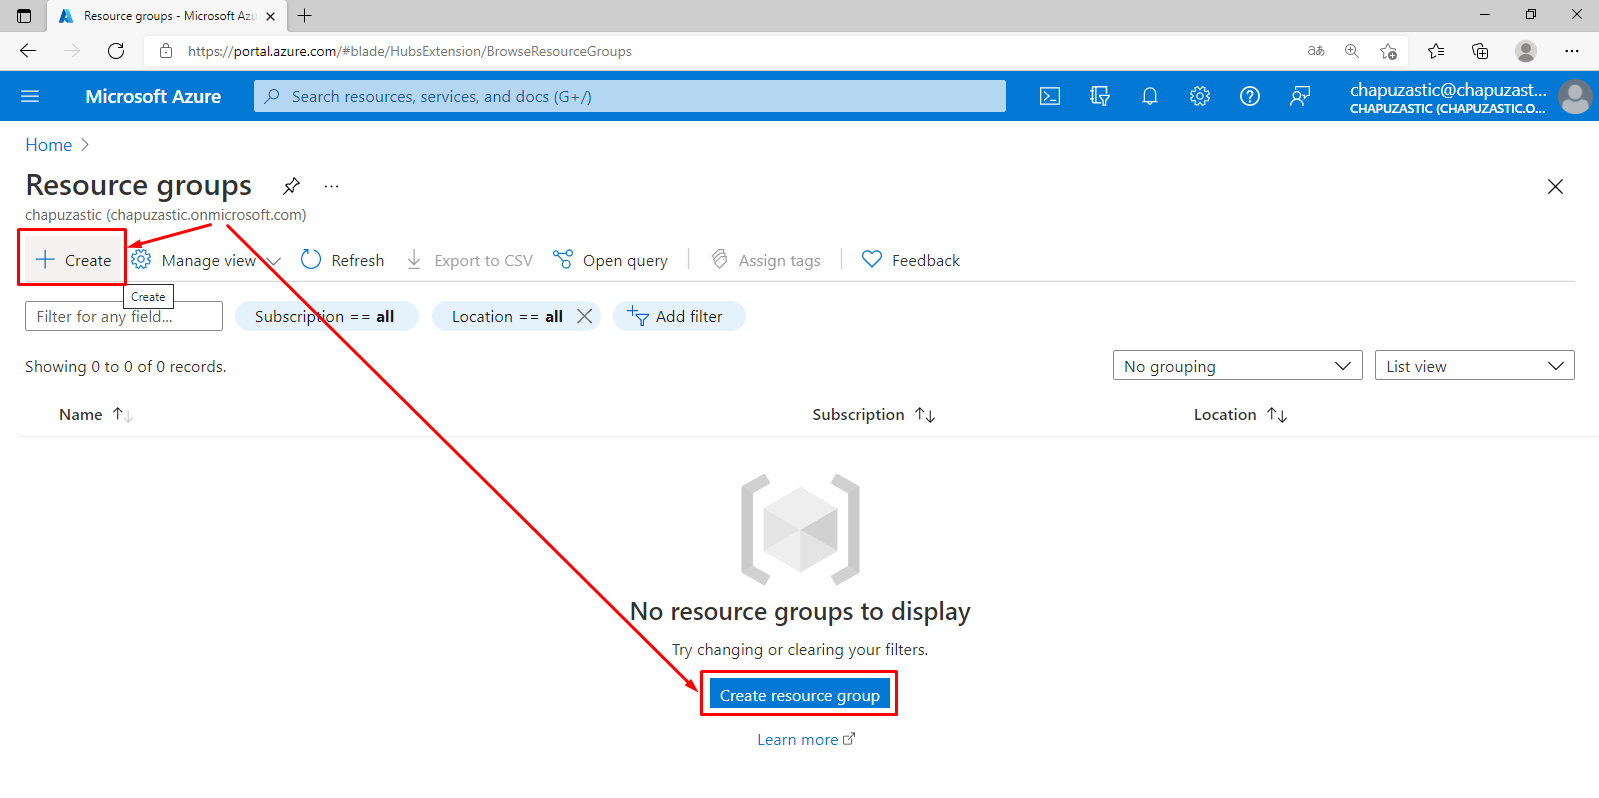 Resource groups - Microsoft Azu
https://portal.azure.com/#blade/HubsExtension/BrowseResourceGroups
aあ
Microsoft Azure
Search resources, services, and docs (G+/)
chapuzastic@chapuzast...
CHAPUZASTIC (CHAPUZASTIC.O...
Home
Resource groups
chapuzastic (chapuzastic.onmicrosoft.com)
Create Manage view Refresh Export to CSV Open query Assign tags Feedback
Create
Filter for any field... Subscription == all Location == all Add filter
Showing 0 to 0 of 0 records. No grouping List view
Name Subscription Location
No resource groups to display
Try changing or clearing your filters.
Create resource group
Learn more